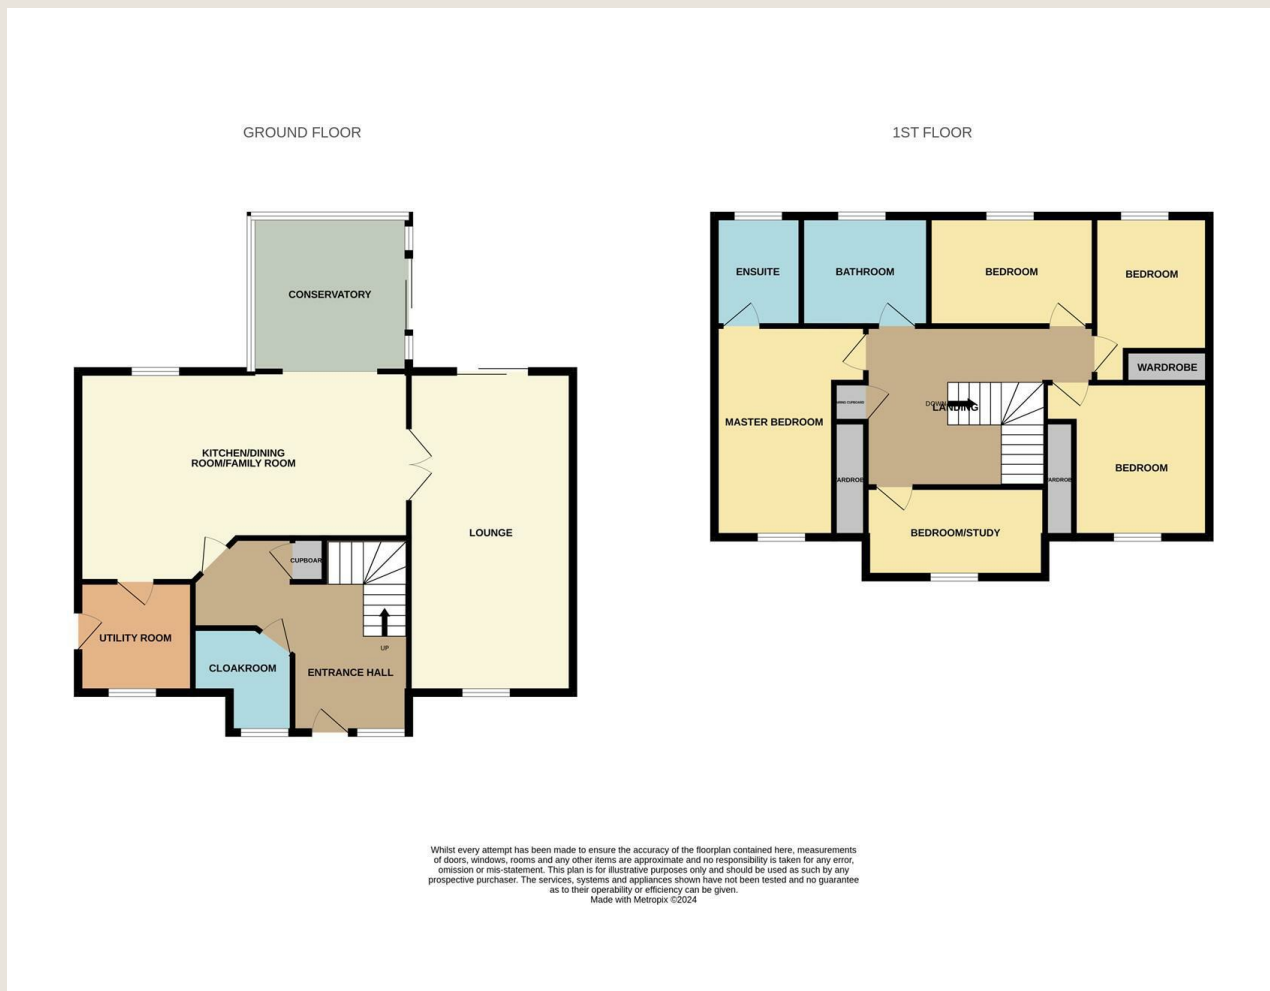 GROUND FLOOR
1ST FLOOR
CONSERVATORY
KITCHEN/DINING
ROOM/FAMILY ROOM
LOUNGE
CUPBOAR
UTILITY ROOM
CLOAKROOM
ENTRANCE HALL
UP
ENSUITE
BATHROOM
BEDROOM
BEDROOM
WARDROBE
MASTER BEDROOM
CUPBOARD
DOWN
LANDING
BEDROOM
ARDROB
ARDROB
BEDROOM/STUDY
Whilst every attempt has been made to ensure the accuracy of the floorplan contained here, measurements
of doors, windows, rooms and any other items are approximate and no responsibility is taken for any error,
omission or mis-statement. This plan is for illustrative purposes only and should be used as such by any
prospective purchaser. The services, systems and appliances shown have not been tested and no guarantee
as to their operability or efficiency can be given.
Made with Metropix ©2024